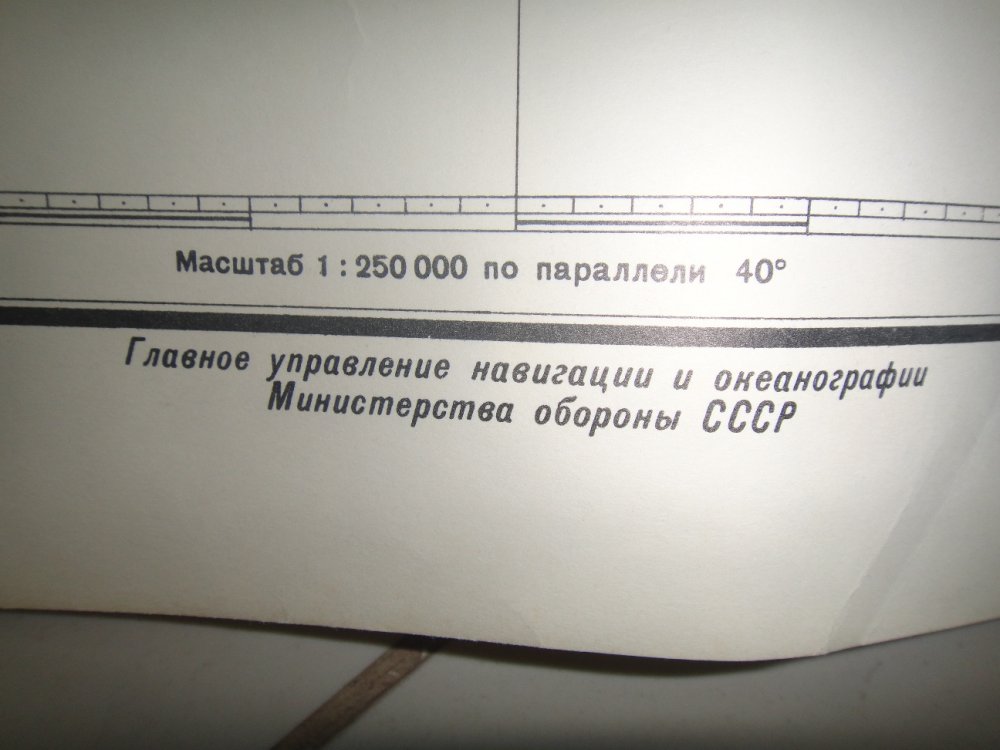 Масштаб 1 : 250 000 по параллели 40°
Главное управление навигации и океанографии
Министерства обороны СССР